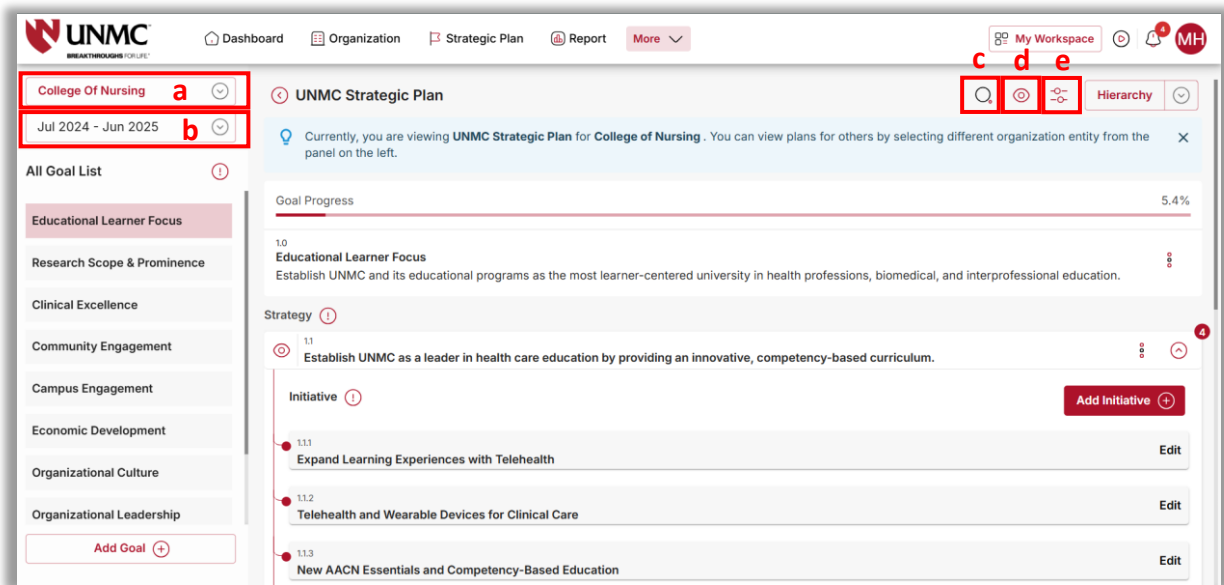 UNMC
BREAKTHROUGHS FOR LIFE.
Dashboard
Organization
Strategic Plan
Report
More
My Workspace
4
MH
c d e
College Of Nursing a
UNMC Strategic Plan
Hierarchy
Jul 2024 - Jun 2025 b
Currently, you are viewing UNMC Strategic Plan for College of Nursing . You can view plans for others by selecting different organization entity from the
panel on the left.
All Goal List
Goal Progress 5.4%
Educational Learner Focus
Research Scope & Prominence
Clinical Excellence
Community Engagement
Campus Engagement
Economic Development
Organizational Culture
Organizational Leadership
Add Goal
1.0
Educational Learner Focus
Establish UNMC and its educational programs as the most learner-centered university in health professions, biomedical, and interprofessional education.
Strategy
4
1.1
Establish UNMC as a leader in health care education by providing an innovative, competency-based curriculum.
Initiative
Add Initiative
1.1.1
Expand Learning Experiences with Telehealth
Edit
1.1.2
Telehealth and Wearable Devices for Clinical Care
Edit
1.1.3
New AACN Essentials and Competency-Based Education
Edit